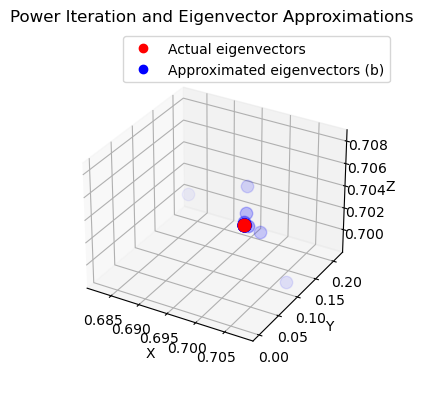 Power Iteration and Eigenvector Approximations
Actual eigenvectors
Approximated eigenvectors (b)
0.708
0.706
0.704
0.702
0.700
Z
0.20
0.15
0.10
0.05
0.00
Y
0.685
0.690
0.695
0.700
0.705
X